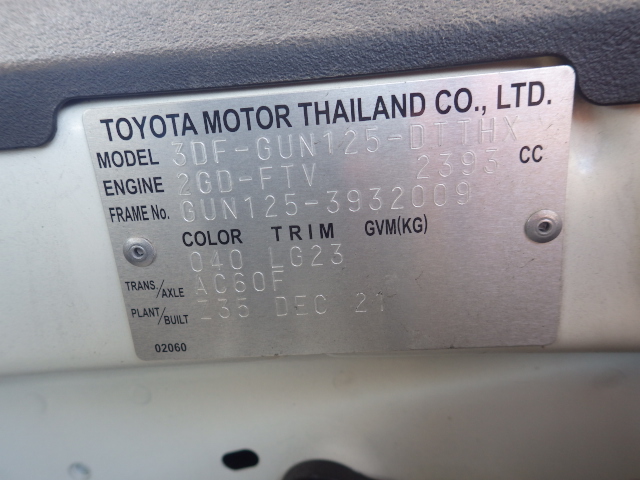 TOYOTA MOTOR THAILAND CO., LTD.
MODEL 3DF-GUN125-DTTHX
ENGINE 2GD-FTV 2393 CC
FRAME No. GUN125-3932009
COLOR TRIM GVM(KG)
040 LG23
TRANS./AXLE AC60F
PLANT/BUILT Z35 DEC 21
02060